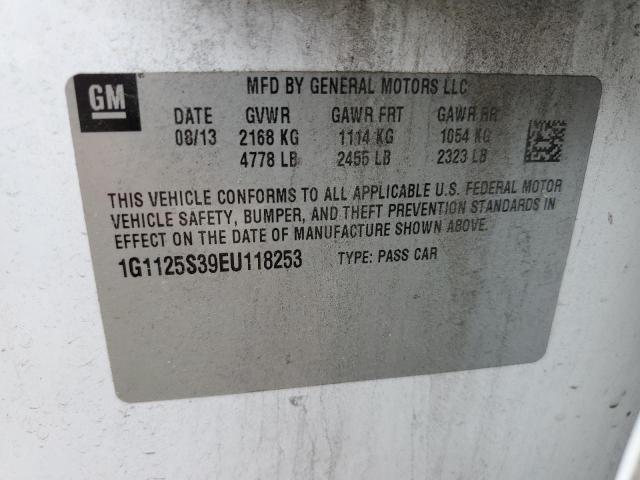 GM
MFD BY GENERAL MOTORS LLC
DATE GVWR GAWR FRT GAWR RR
08/13 2168 KG 1114 KG 1054 KG
4778 LB 2455 LB 2323 LB
THIS VEHICLE CONFORMS TO ALL APPLICABLE U.S. FEDERAL MOTOR
VEHICLE SAFETY, BUMPER, AND THEFT PREVENTION STANDARDS IN
EFFECT ON THE DATE OF MANUFACTURE SHOWN ABOVE.
1G1125S39EU118253 TYPE: PASS CAR